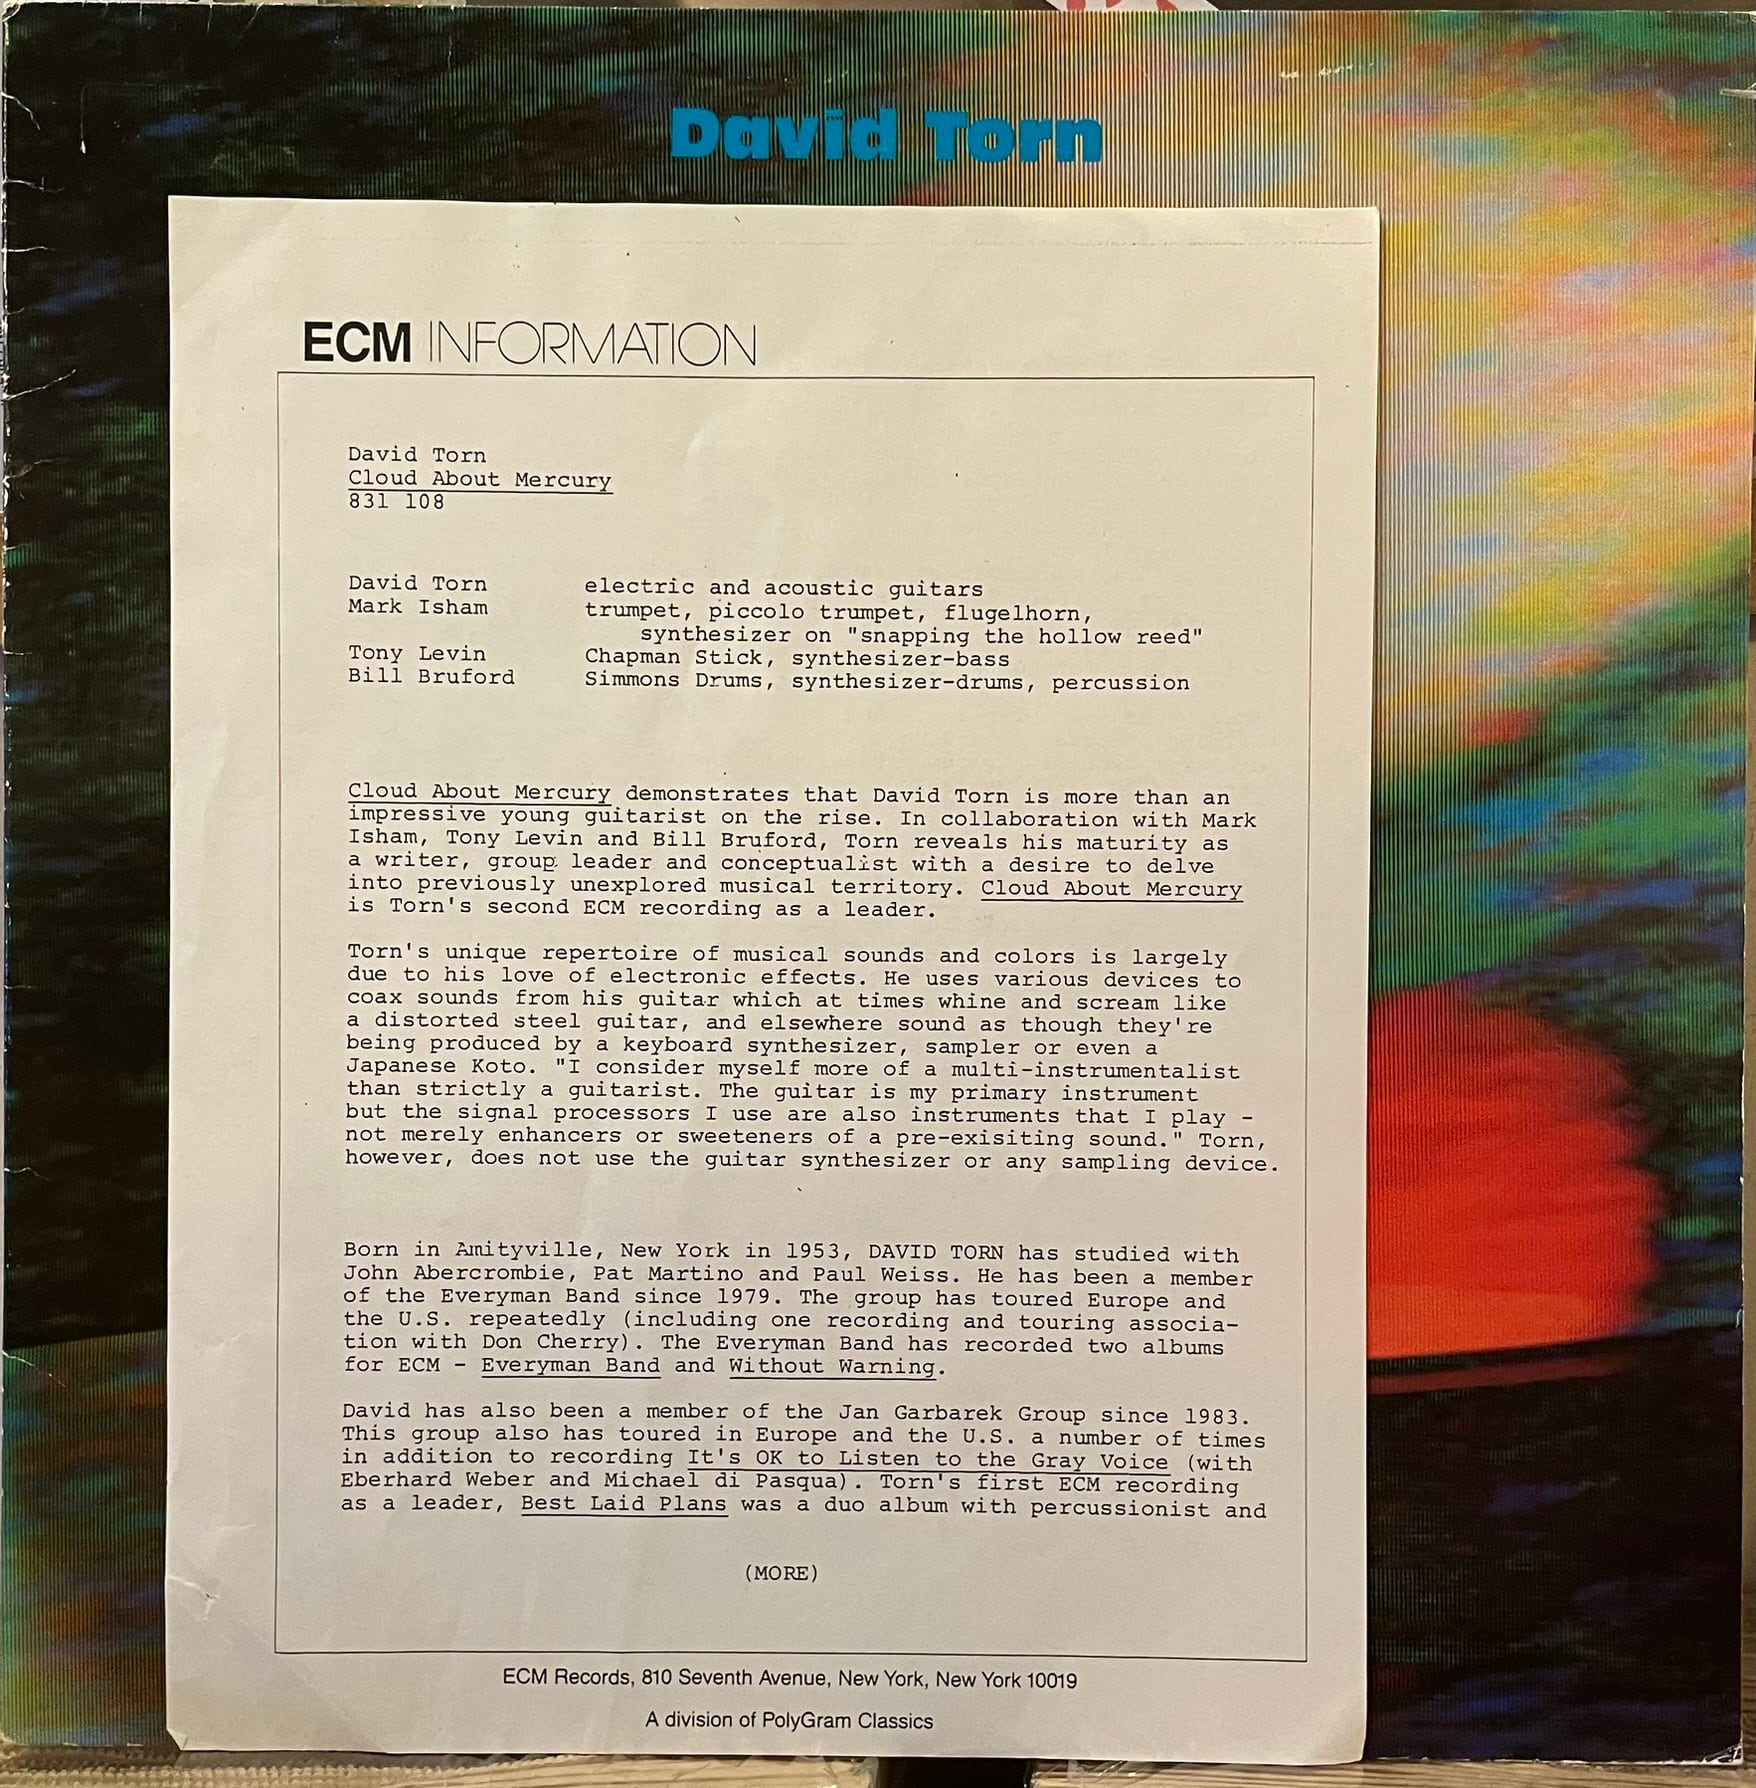 David Torn
ECM INFORMATION
David Torn
Cloud About Mercury
831 108
David Torn electric and acoustic guitars
Mark Isham trumpet, piccolo trumpet, flugelhorn,
synthesizer on "snapping the hollow reed"
Tony Levin Chapman Stick, synthesizer-bass
Bill Bruford Simmons Drums, synthesizer-drums, percussion
Cloud About Mercury demonstrates that David Torn is more than an
impressive young guitarist on the rise. In collaboration with Mark
Isham, Tony Levin and Bill Bruford, Torn reveals his maturity as
a writer, group leader and conceptualist with a desire to delve
into previously unexplored musical territory. Cloud About Mercury
is Torn's second ECM recording as a leader.
Torn's unique repertoire of musical sounds and colors is largely
due to his love of electronic effects. He uses various devices to
coax sounds from his guitar which at times whine and scream like
a distorted steel guitar, and elsewhere sound as though they're
being produced by a keyboard synthesizer, sampler or even a
Japanese Koto. "I consider myself more of a multi-instrumentalist
than strictly a guitarist. The guitar is my primary instrument
but the signal processors I use are also instruments that I play -
not merely enhancers or sweeteners of a pre-exisiting sound." Torn,
however, does not use the guitar synthesizer or any sampling device.
Born in Amityville, New York in 1953, DAVID TORN has studied with
John Abercrombie, Pat Martino and Paul Weiss. He has been a member
of the Everyman Band since 1979. The group has toured Europe and
the U.S. repeatedly (including one recording and touring associa-
tion with Don Cherry). The Everyman Band has recorded two albums
for ECM - Everyman Band and Without Warning.
David has also been a member of the Jan Garbarek Group since 1983.
This group also has toured in Europe and the U.S. a number of times
in addition to recording It's OK to Listen to the Gray Voice (with
Eberhard Weber and Michael di Pasqua). Torn's first ECM recording
as a leader, Best Laid Plans was a duo album with percussionist and
(MORE)
ECM Records, 810 Seventh Avenue, New York, New York 10019
A division of PolyGram Classics